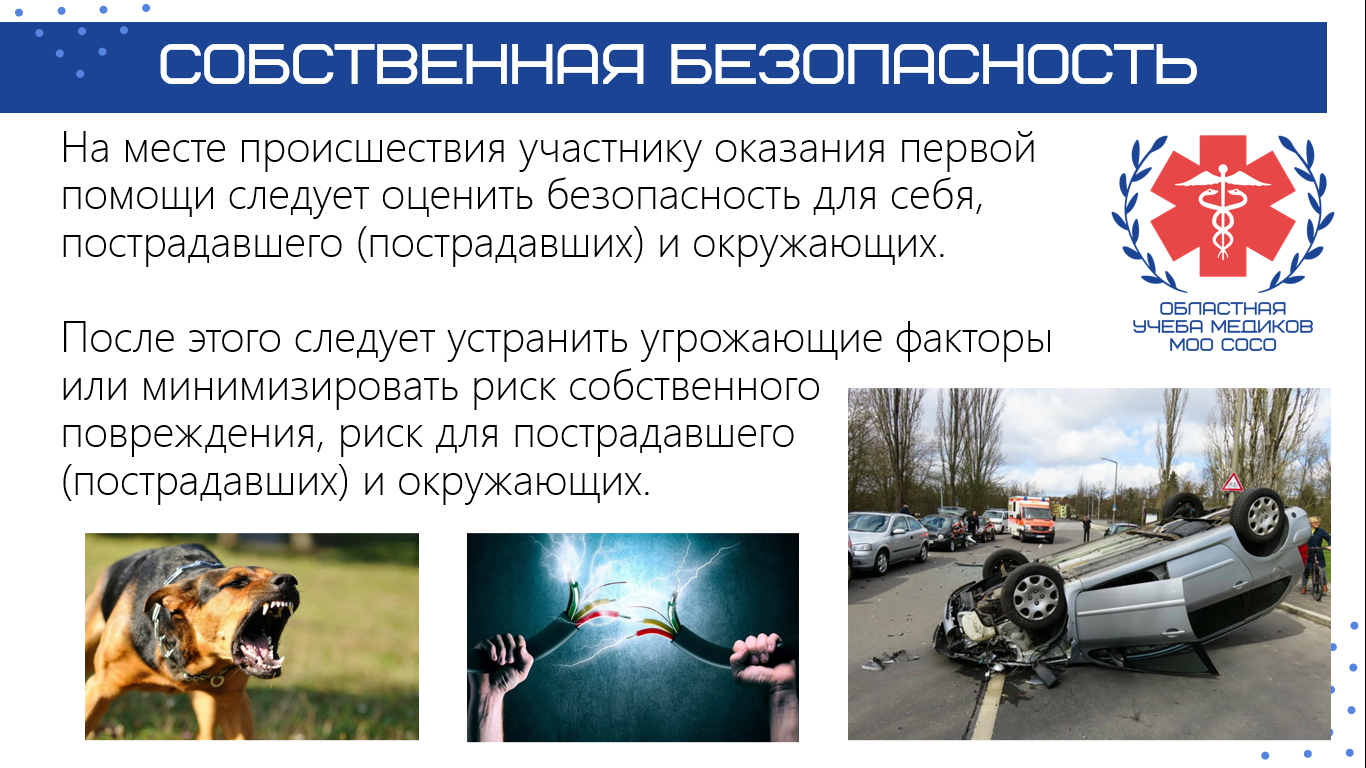 СОБСТВЕННАЯ БЕЗОПАСНОСТЬ
На месте происшествия участнику оказания первой
помощи следует оценить безопасность для себя,
пострадавшего (пострадавших) и окружающих.
После этого следует устранить угрожающие факторы
или минимизировать риск собственного
повреждения, риск для пострадавшего
(пострадавших) и окружающих.
ОБЛАСТНАЯ
УЧЕБА МЕДИКОВ
МОО СОСО